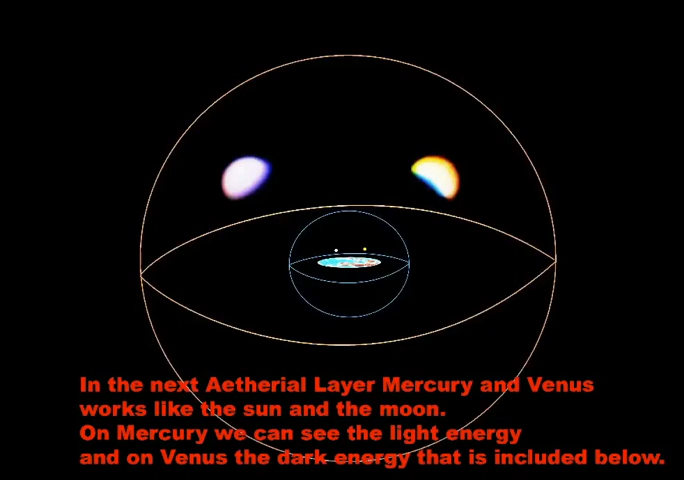 In the next Aetherial Layer Mercury and Venus
works like the sun and the moon.
On Mercury we can see the light energy
and on Venus the dark energy that is included below.